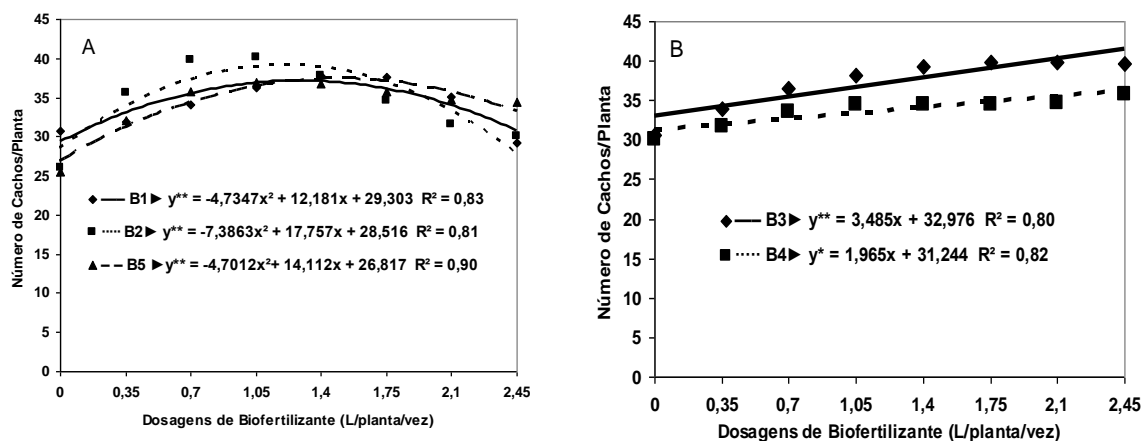 A
Número de Cachos/Planta
45
40
35
30
25
20
15
10
5
0
B1► y** = -4,7347x² + 12,181x + 29,303 R² = 0,83
B2► y** = -7,3863x² + 17,757x + 28,516 R² = 0,81
B5► y** = -4,7012x²+ 14,112x + 26,817 R² = 0,90
0 0,35 0,7 1,05 1,4 1,75 2,1 2,45
Dosagens de Biofertilizante (L/planta/vez)
B
Número de Cachos/Planta
45
40
35
30
25
20
15
10
5
0
B3► y** = 3,485x + 32,976 R² = 0,80
B4► y* = 1,965x + 31,244 R² = 0,82
0 0,35 0,7 1,05 1,4 1,75 2,1 2,45
Dosagens de Biofertilizante (L/planta/vez)